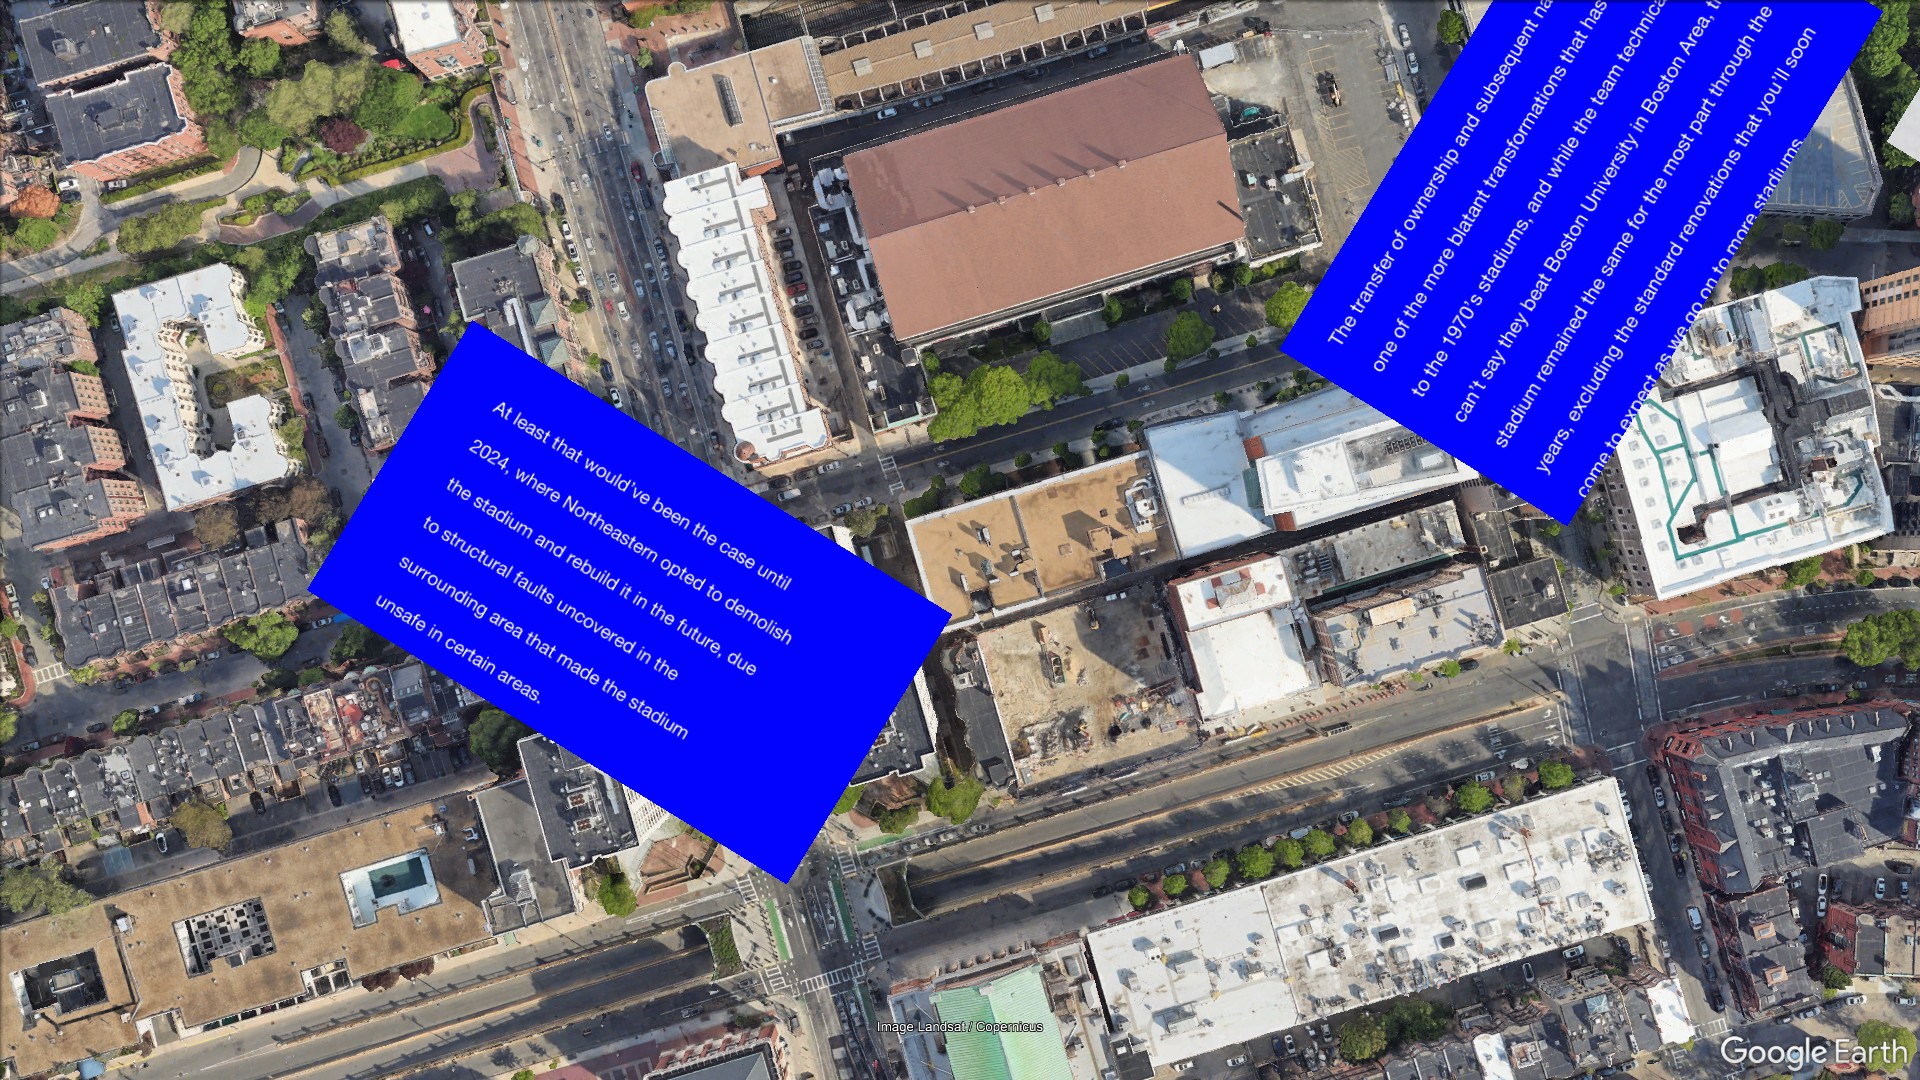 The transfer of ownership and subsequent
one of the more blatant transformations that has
to the 1970's stadiums, and while the team technica
can't say they beat Boston University in Boston Area,
stadium remained the same for the most part through the
years, excluding the standard renovations that you'll soon
come to expect as we go on to more stadiums.
At least that would've been the case until
2024, where Northeastern opted to demolish
the stadium and rebuild it in the future, due
to structural faults uncovered in the
surrounding area that made the stadium
unsafe in certain areas.
Image Landsat / Copernicus
Google Earth